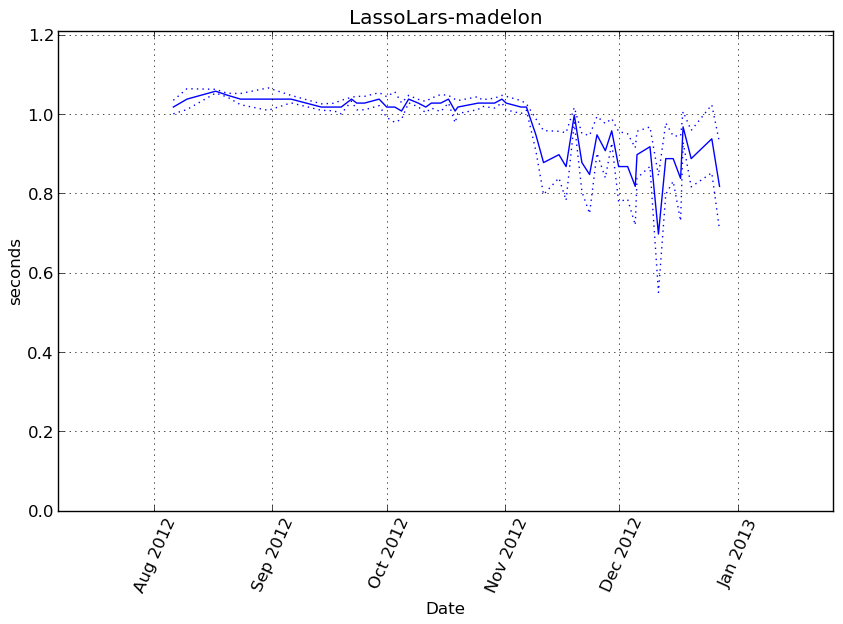 LassoLars-madelon
1.2
1.0
0.8
0.6
0.4
0.2
0.0
seconds
Aug 2012
Sep 2012
Oct 2012
Nov 2012
Dec 2012
Jan 2013
Date